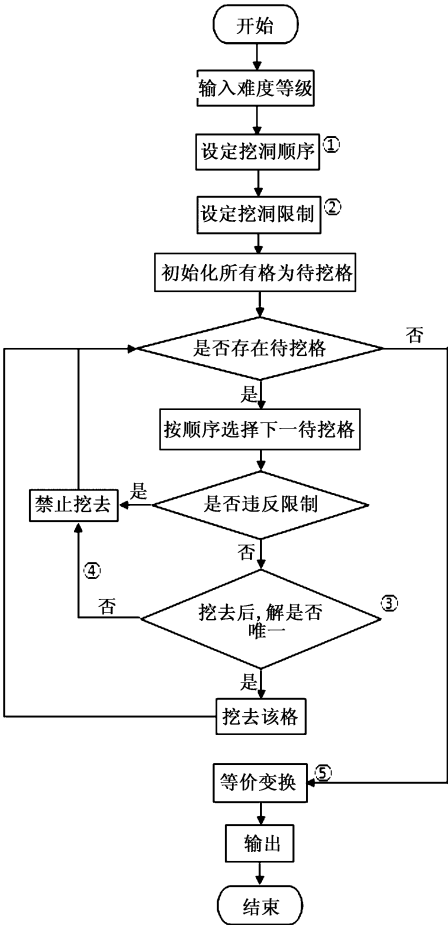 开始
输入难度等级
设定挖洞顺序
①
设定挖洞限制
②
初始化所有格为待挖格
是否存在待挖格
否
是
按顺序选择下一待挖格
是否违反限制
是
禁止挖去
否
④
挖去后,解是否
唯一
③
否
是
挖去该格
等价变换
⑤
输出
结束